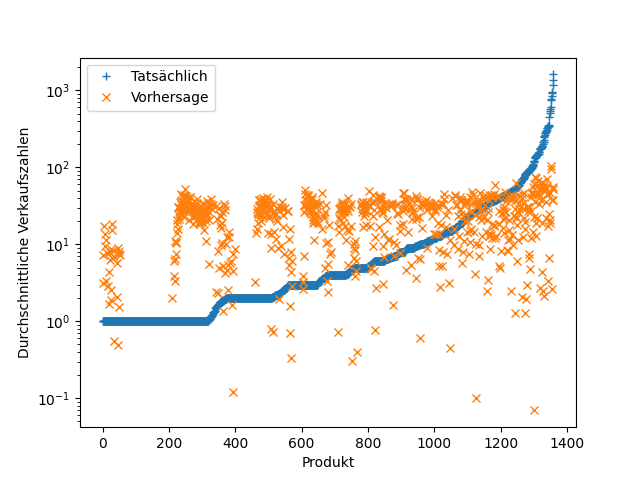 Tatsächlich
Vorhersage
Durchschnittliche Verkaufszahlen
10³
10²
10¹
10⁰
10⁻¹
0 200 400 600 800 1000 1200 1400
Produkt